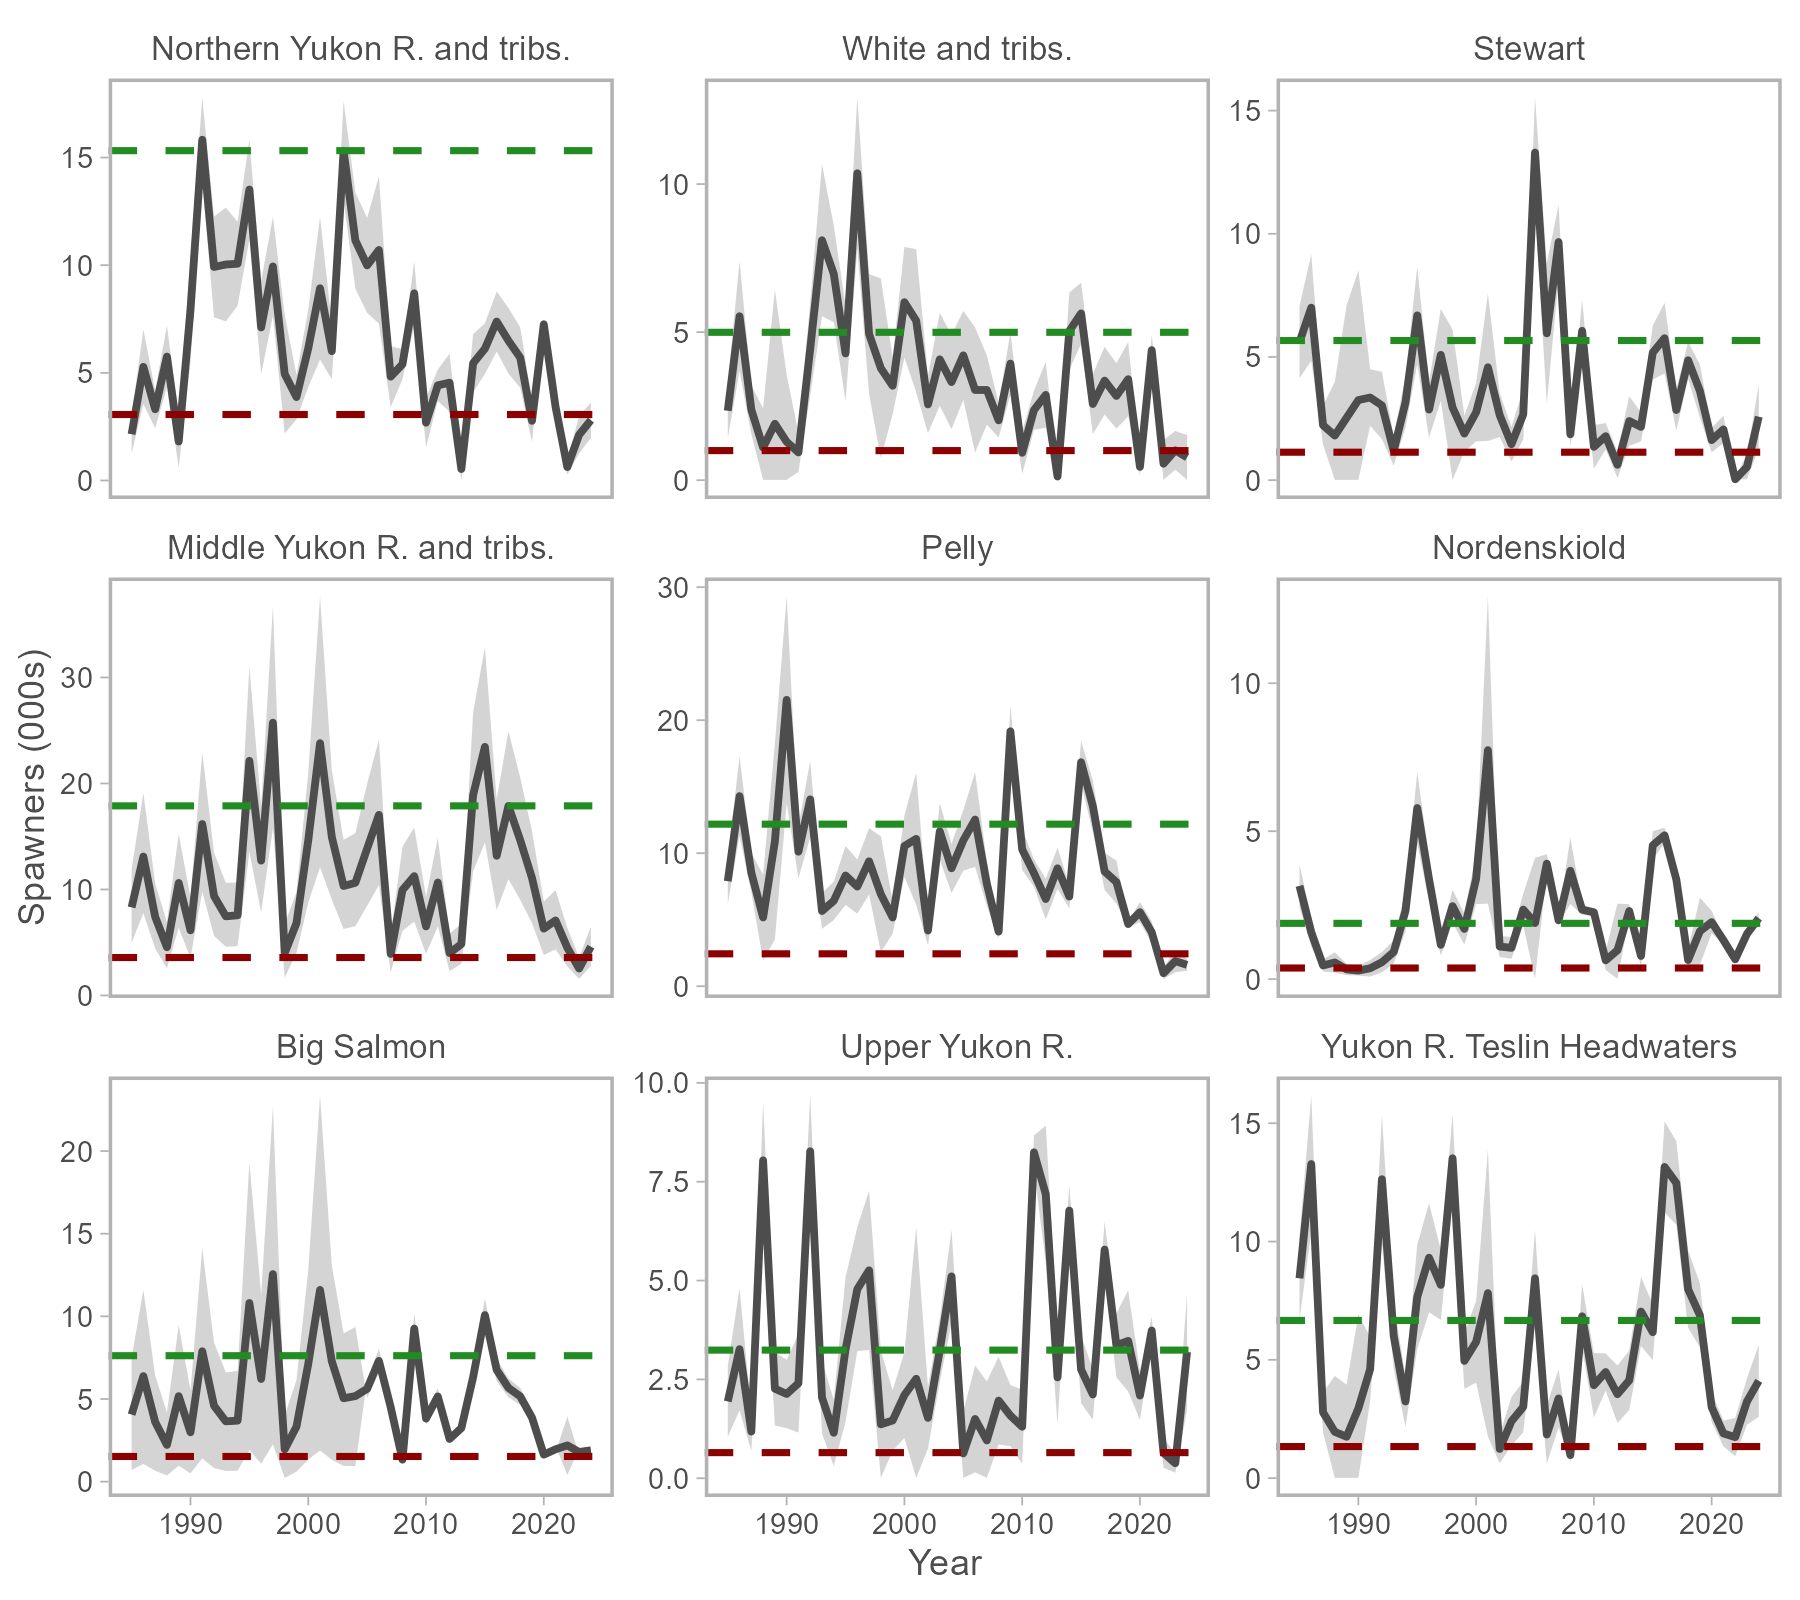 Northern Yukon R. and tribs.
White and tribs.
Stewart
15
10
5
0
10
5
0
15
10
5
0
Middle Yukon R. and tribs.
Pelly
Nordenskiold
Spawners (000s)
30
20
10
0
30
20
10
0
10
5
0
Big Salmon
Upper Yukon R.
Yukon R. Teslin Headwaters
20
15
10
5
0
10.0
7.5
5.0
2.5
0.0
15
10
5
0
1990 2000 2010 2020
1990 2000 2010 2020
1990 2000 2010 2020
Year